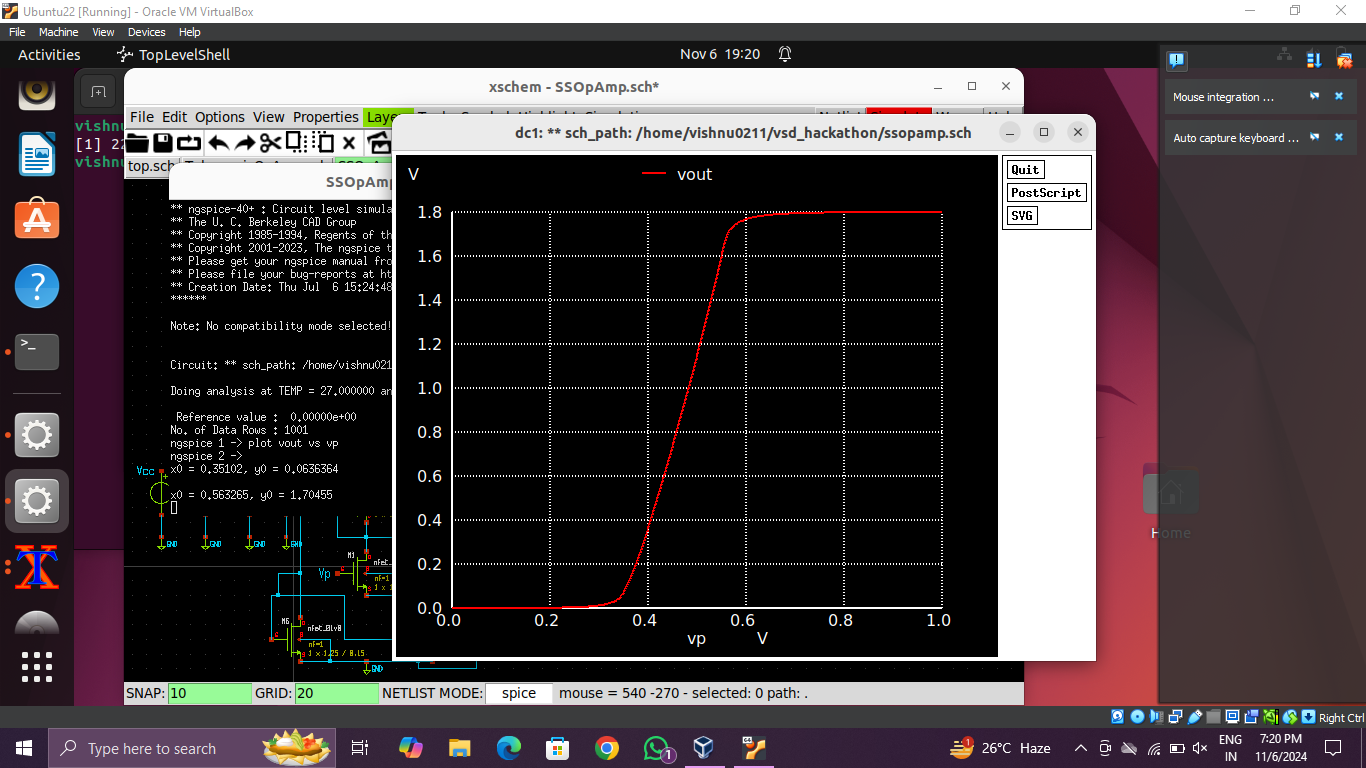 Ubuntu22 [Running] - Oracle VM VirtualBox
File Machine View Devices Help
Activities TopLevelShell Nov 6 19:20
xschem - SSOpAmp.sch*
File Edit Options View Properties
dc1: ** sch_path: /home/vishnu0211/vsd_hackathon/ssopamp.sch
vishnu
[1] 22
vishnu
top.sch
SSOpAmp
** ngspice-40+ : Circuit level simula
** The U. C. Berkeley CAD Group
** Copyright 1985-1994, Regents of th
** Copyright 2001-2023, The ngspice t
** Please get your ngspice manual fro
** Please file your bug-reports at ht
** Creation Date: Thu Jul 6 15:24:48
******
Note: No compatibility mode selected!
Circuit: ** sch_path: /home/vishnu021
Doing analysis at TEMP = 27.000000 an
Reference value : 0.00000e+00
No. of Data Rows : 1001
ngspice 1 -> plot vout vs vp
ngspice 2 ->
x0 = 0.35102, y0 = 0.0636364
x0 = 0.563265, y0 = 1.70455
Vcc
GND GND GND GND
M1
Vp
M6
nfet_01v8
nf=1
1 x 1.25 / 0.15
GND
V
vout
1.8
1.6
1.4
1.2
1.0
0.8
0.6
0.4
0.2
0.0
0.0 0.2 0.4 0.6 0.8 1.0
vp V
Quit
PostScript
SVG
Mouse integration ...
Auto capture keyboard ...
Home
SNAP: 10 GRID: 20 NETLIST MODE: spice mouse = 540 -270 - selected: 0 path: .
Right Ctrl
Type here to search
1
26°C Haze
ENG
IN
7:20 PM
11/6/2024